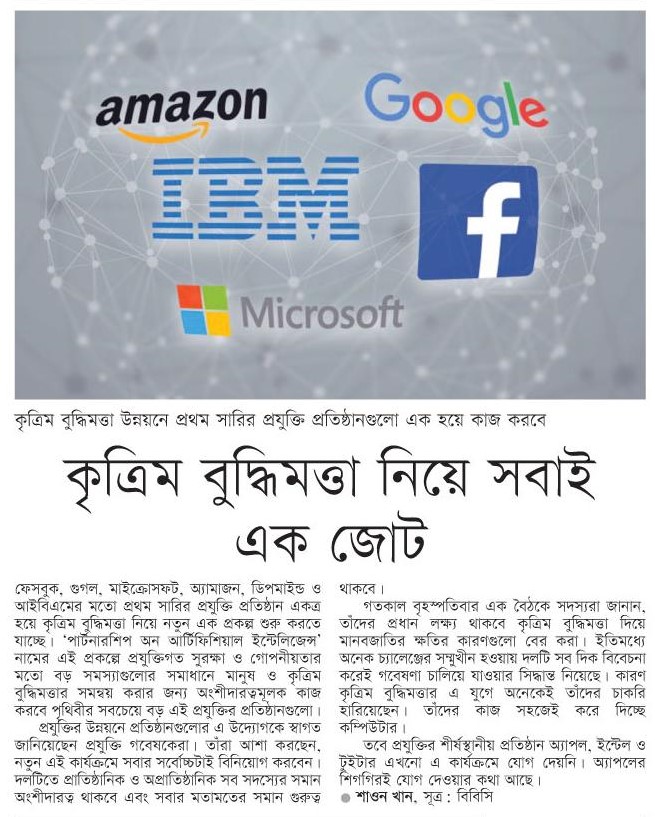 amazon
Google
IBM
f
Microsoft
কৃত্রিম বুদ্ধিমত্তা উন্নয়নে প্রথম সারির প্রযুক্তি প্রতিষ্ঠানগুলো এক হয়ে কাজ করবে
কৃত্রিম বুদ্ধিমত্তা নিয়ে সবাই
এক জোট
ফেসবুক, গুগল, মাইক্রোসফট, অ্যামাজন, ডিপমাইন্ড ও
আইবিএমের মতো প্রথম সারির প্রযুক্তি প্রতিষ্ঠান একত্র
হয়ে কৃত্রিম বুদ্ধিমত্তা নিয়ে নতুন এক প্রকল্প শুরু করতে
যাচ্ছে। ‘পার্টনারশিপ অন আর্টিফিশিয়াল ইন্টেলিজেন্স’
নামের এই প্রকল্পে প্রযুক্তিগত সুরক্ষা ও গোপনীয়তার
মতো বড় সমস্যাগুলোর সমাধানে মানুষ ও কৃত্রিম
বুদ্ধিমত্তার সমন্বয় করার জন্য অংশীদারত্বমূলক কাজ
করবে পৃথিবীর সবচেয়ে বড় এই প্রযুক্তির প্রতিষ্ঠানগুলো।
প্রযুক্তির উন্নয়নে প্রতিষ্ঠানগুলোর এ উদ্যোগকে স্বাগত
জানিয়েছেন প্রযুক্তি গবেষকেরা। তাঁরা আশা করছেন,
নতুন এই কার্যক্রমে সবার সর্বেচ্চটাই বিনিয়োগ করবেন।
দলটিতে প্রাতিষ্ঠানিক ও অপ্রাতিষ্ঠানিক সব সদস্যের সমান
অংশীদারত্ব থাকবে এবং সবার মতামতের সমান গুরুত্ব
থাকবে।
গতকাল বৃহস্পতিবার এক বৈঠকে সদস্যরা জানান,
তাঁদের প্রধান লক্ষ্য থাকবে কৃত্রিম বুদ্ধিমত্তা দিয়ে
মানবজাতির ক্ষতির কারণগুলো বের করা। ইতিমধ্যে
অনেক চ্যালেঞ্জের সম্মুখীন হওয়ায় দলটি সব দিক বিবেচনা
করেই গবেষণা চালিয়ে যাওয়ার সিদ্ধান্ত নিয়েছে। কারণ
কৃত্রিম বুদ্ধিমত্তার এ যুগে অনেকেই তাঁদের চাকরি
হারিয়েছেন। তাঁদের কাজ সহজেই করে দিচ্ছে
কম্পিউটার।
তবে প্রযুক্তির শীর্ষস্থানীয় প্রতিষ্ঠান অ্যাপল, ইন্টেল ও
টুইটার এখনো এ কার্যক্রমে যোগ দেয়নি। অ্যাপলের
শিগগিরই যোগ দেওয়ার কথা আছে।
● শাওন খান, সূত্র : বিবিসি